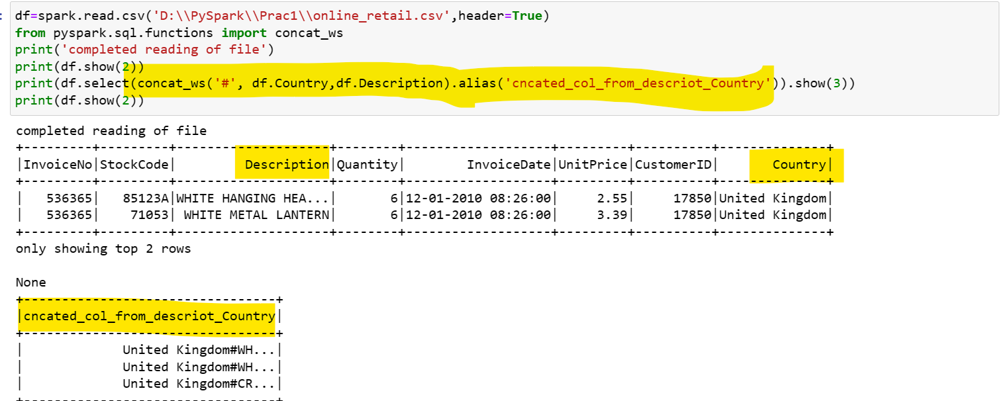 df=spark.read.csv('D:\\PySpark\\Prac1\\online_retail.csv',header=True)
from pyspark.sql.functions import concat_ws
print('completed reading of file')
print(df.show(2))
print(df.select(concat_ws('#', df.Country,df.Description).alias('cncated_col_from_descriot_Country')).show(3))
print(df.show(2))
completed reading of file
+---------+---------+--------------------+--------+-------------------+---------+----------+--------------+
|InvoiceNo|StockCode|         Description|Quantity|        InvoiceDate|UnitPrice|CustomerID|       Country|
+---------+---------+--------------------+--------+-------------------+---------+----------+--------------+
|   536365|   85123A|WHITE HANGING HEA...|       6|12-01-2010 08:26:00|     2.55|     17850|United Kingdom|
|   536365|    71053| WHITE METAL LANTERN|       6|12-01-2010 08:26:00|     3.39|     17850|United Kingdom|
+---------+---------+--------------------+--------+-------------------+---------+----------+--------------+
only showing top 2 rows
None
+---------------------------------+
|cncated_col_from_descriot_Country|
+---------------------------------+
|             United Kingdom#WH...|
|             United Kingdom#WH...|
|             United Kingdom#CR...|
+---------------------------------+